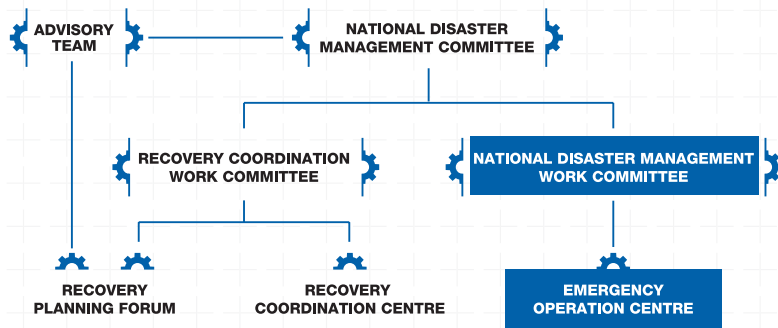 ADVISORY
TEAM
NATIONAL DISASTER
MANAGEMENT COMMITTEE
RECOVERY COORDINATION
WORK COMMITTEE
NATIONAL DISASTER MANAGEMENT
WORK COMMITTEE
RECOVERY
PLANNING FORUM
RECOVERY
COORDINATION CENTRE
EMERGENCY
OPERATION CENTRE